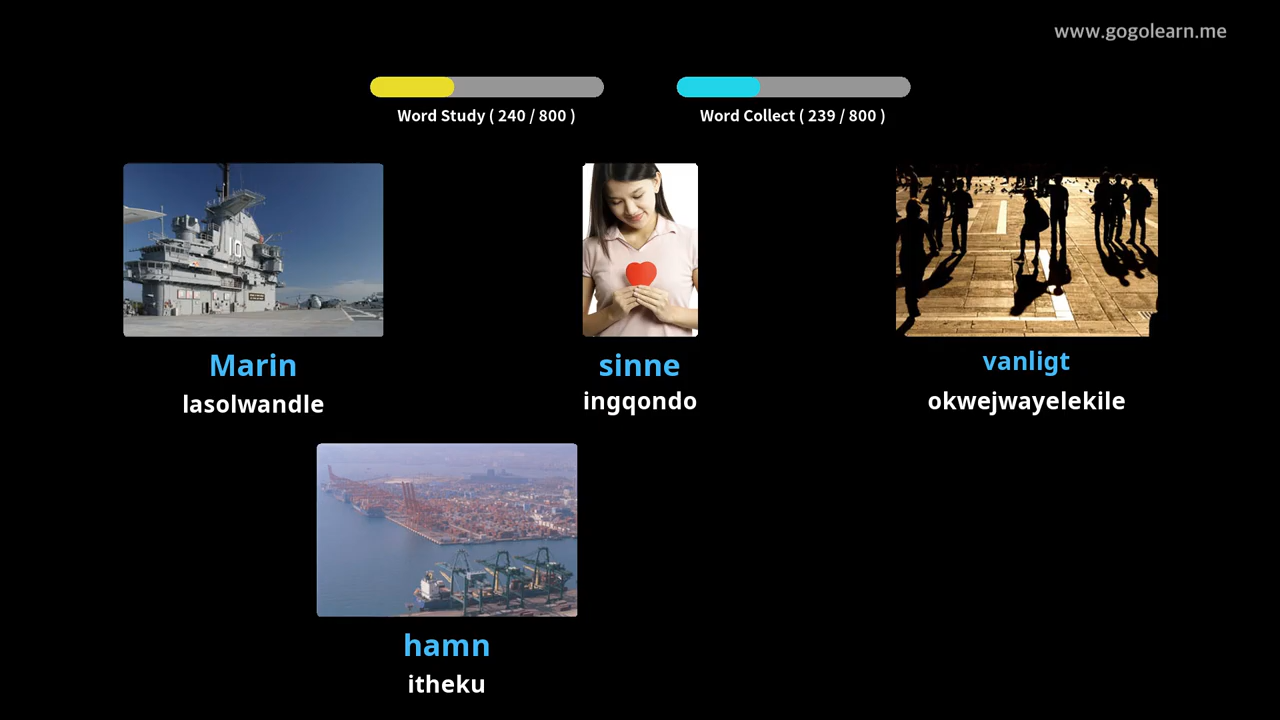 www.gogolearn.me
Word Study ( 240 / 800 )
Word Collect ( 239 / 800 )
Marin
lasolwandle
sinne
ingqondo
vanligt
okwejwayelekile
hamn
itheku